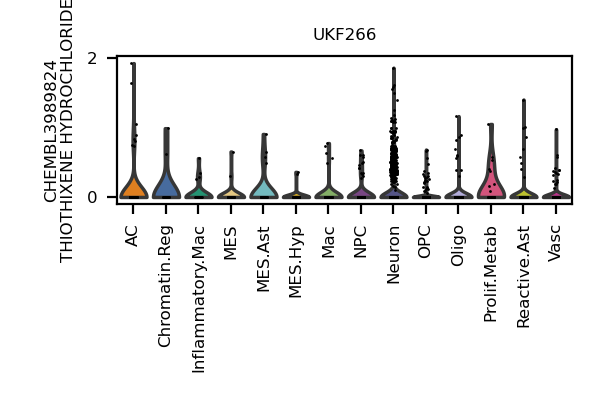 UKF266
CHEMBL3989824
THIOTHIXENE HYDROCHLORIDE
2
0
AC
Chromatin.Reg
Inflammatory.Mac
MES
MES.Ast
MES.Hyp
Mac
NPC
Neuron
OPC
Oligo
Prolif.Metab
Reactive.Ast
Vasc